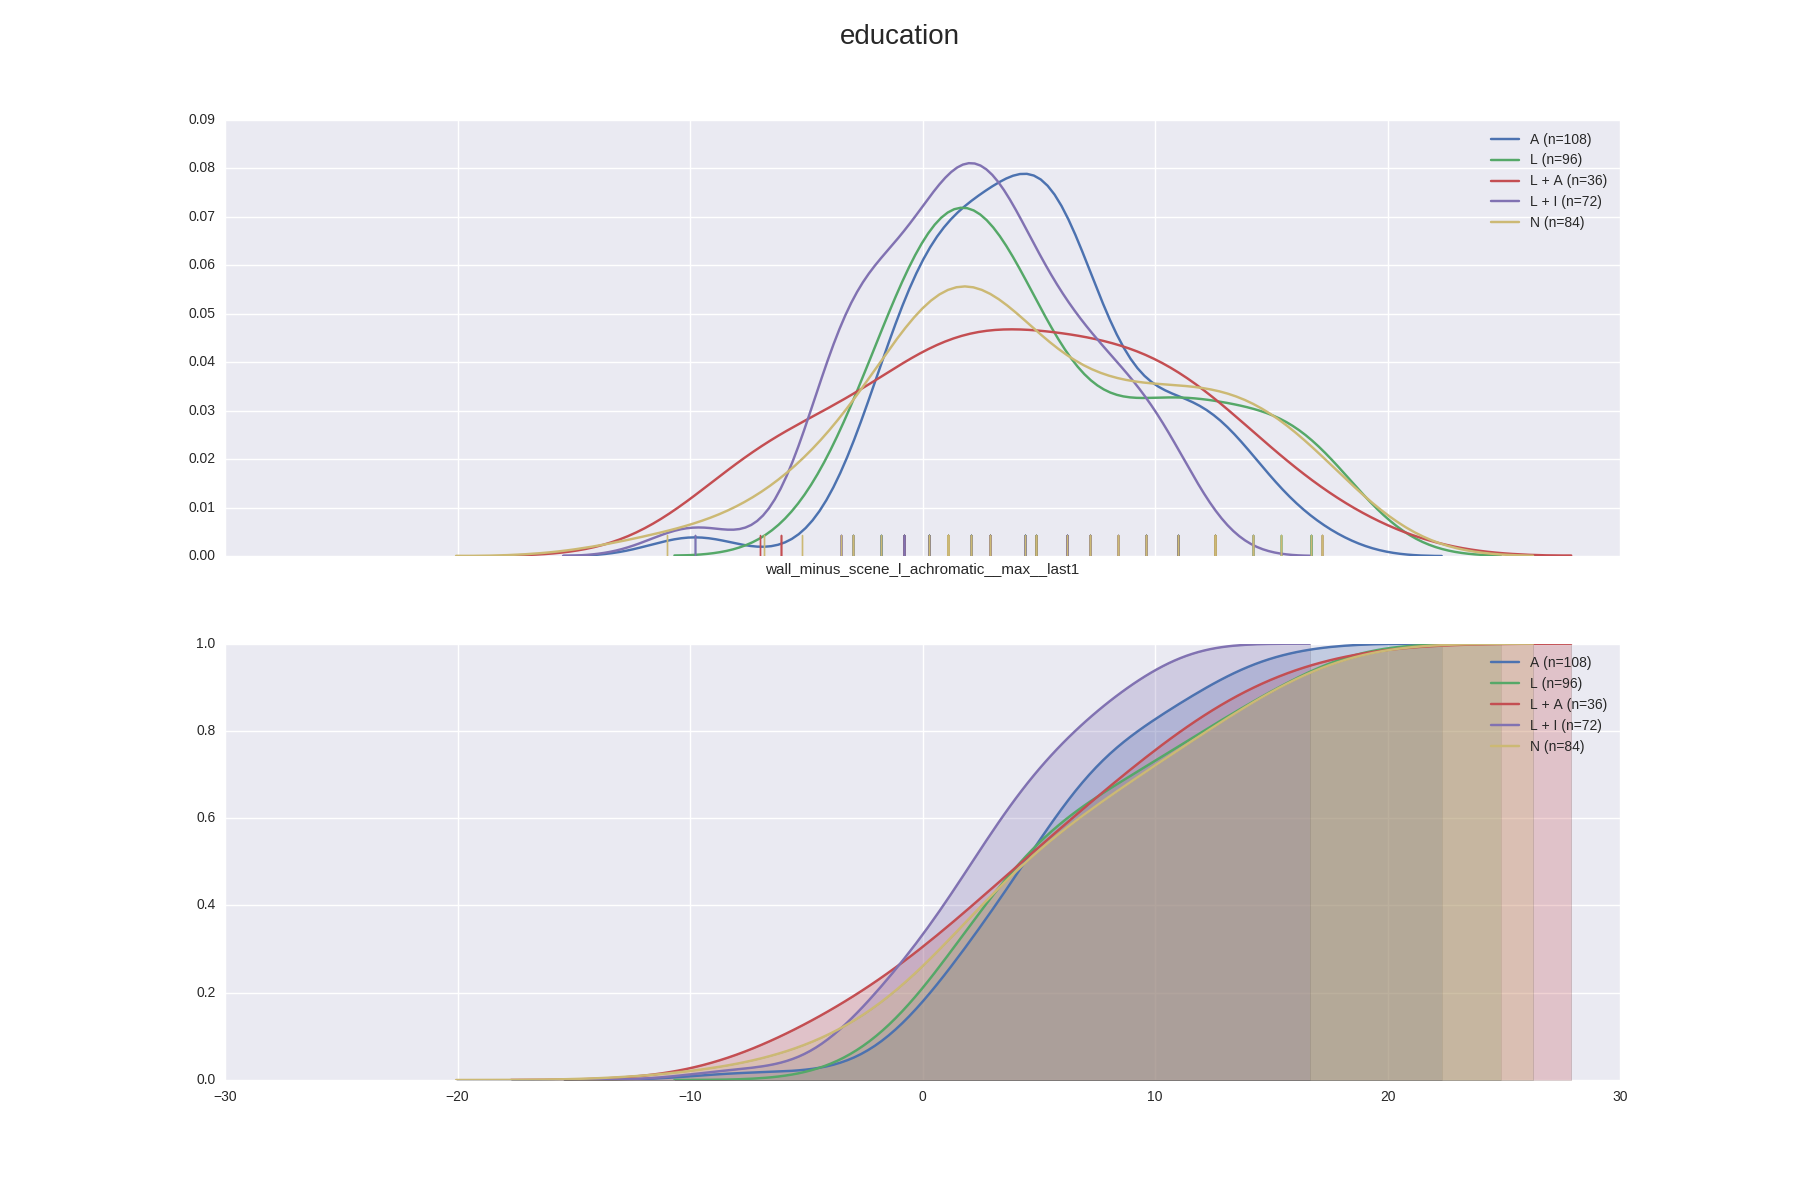 education
0.09
0.08
0.07
0.06
0.05
0.04
0.03
0.02
0.01
0.00
A (n=108)
L (n=96)
L + A (n=36)
L + I (n=72)
N (n=84)
wall_minus_scene_l_achromatic__max__last1
1.0
0.8
0.6
0.4
0.2
0.0
A (n=108)
L (n=96)
L + A (n=36)
L + I (n=72)
N (n=84)
−30 −20 −10 0 10 20 30